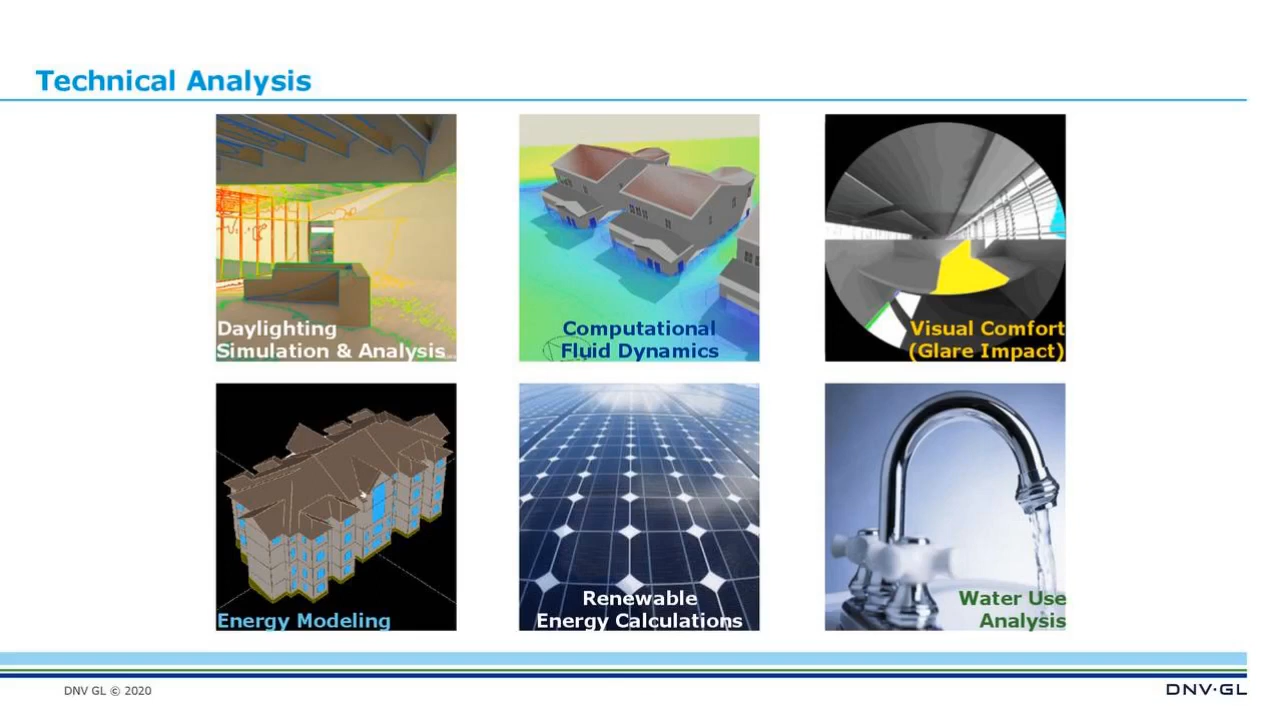 Technical Analysis
Daylighting
Simulation & Analysis
Computational
Fluid Dynamics
Visual Comfort
(Glare Impact)
Energy Modeling
Renewable
Energy Calculations
Water Use
Analysis
DNV GL © 2020
DNV·GL